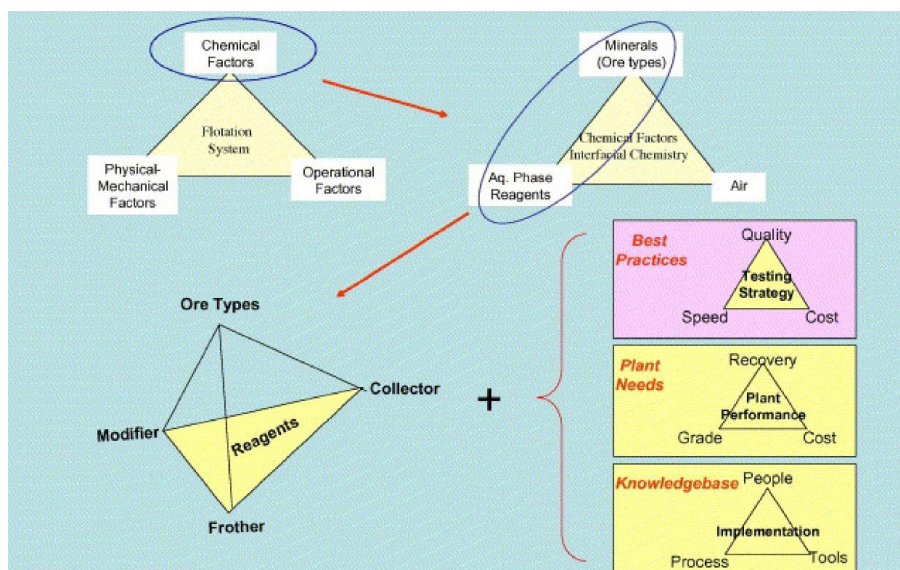 Chemical
Factors
Flotation
System
Physical-
Mechanical
Factors
Operational
Factors
Minerals
(Ore types)
Chemical Factors
Interfacial Chemistry
Aq. Phase
Reagents
Air
Ore Types
Collector
Modifier
Reagents
Frother
+
Best
Practices
Quality
Testing
Strategy
Speed
Cost
Plant
Needs
Recovery
Plant
Performance
Grade
Cost
Knowledgebase
People
Implementation
Process
Tools